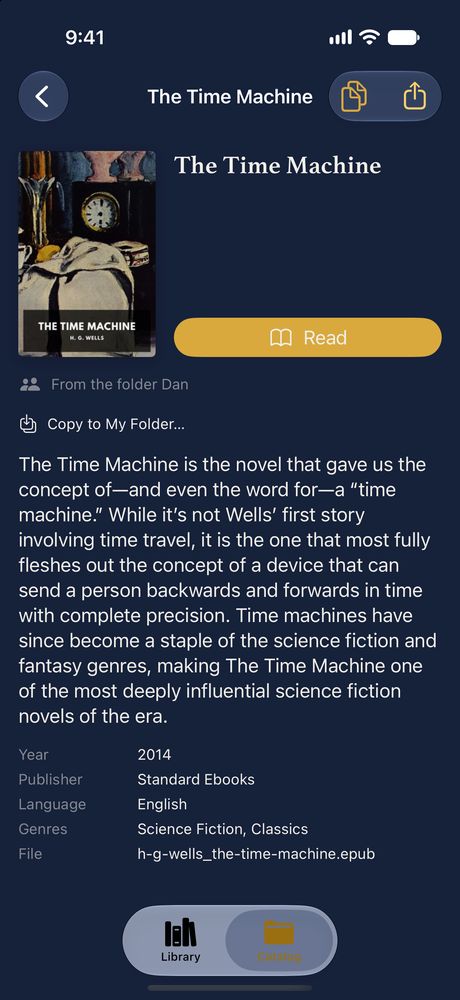 9:41
The Time Machine
The Time Machine
THE TIME MACHINE
H. G. WELLS
Read
From the folder Dan
Copy to My Folder...
The Time Machine is the novel that gave us the
concept of—and even the word for—a “time
machine.” While it’s not Wells’ first story
involving time travel, it is the one that most fully
fleshes out the concept of a device that can
send a person backwards and forwards in time
with complete precision. Time machines have
since become a staple of the science fiction and
fantasy genres, making The Time Machine one
of the most deeply influential science fiction
novels of the era.
Year 2014
Publisher Standard Ebooks
Language English
Genres Science Fiction, Classics
File h-g-wells_the-time-machine.epub
Library Catalog